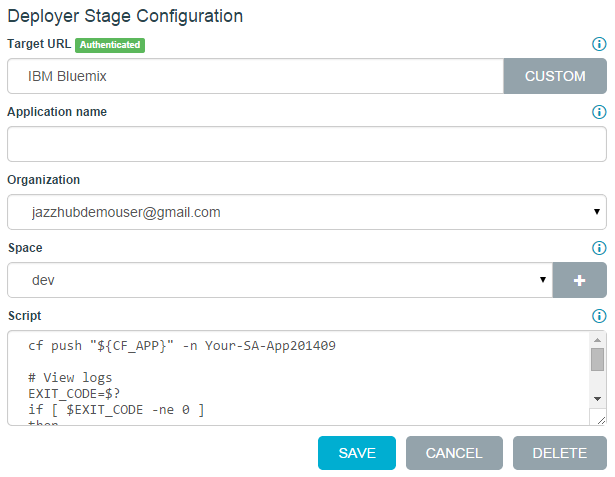 Deployer Stage Configuration
Target URL Authenticated
IBM Bluemix CUSTOM
Application name
Organization
jazzhubdemouser@gmail.com
Space
dev
Script
cf push "${CF_APP}" -n Your-SA-App201409
# View logs
EXIT_CODE=$?
if [ $EXIT_CODE -ne 0 ]
then
SAVE CANCEL DELETE